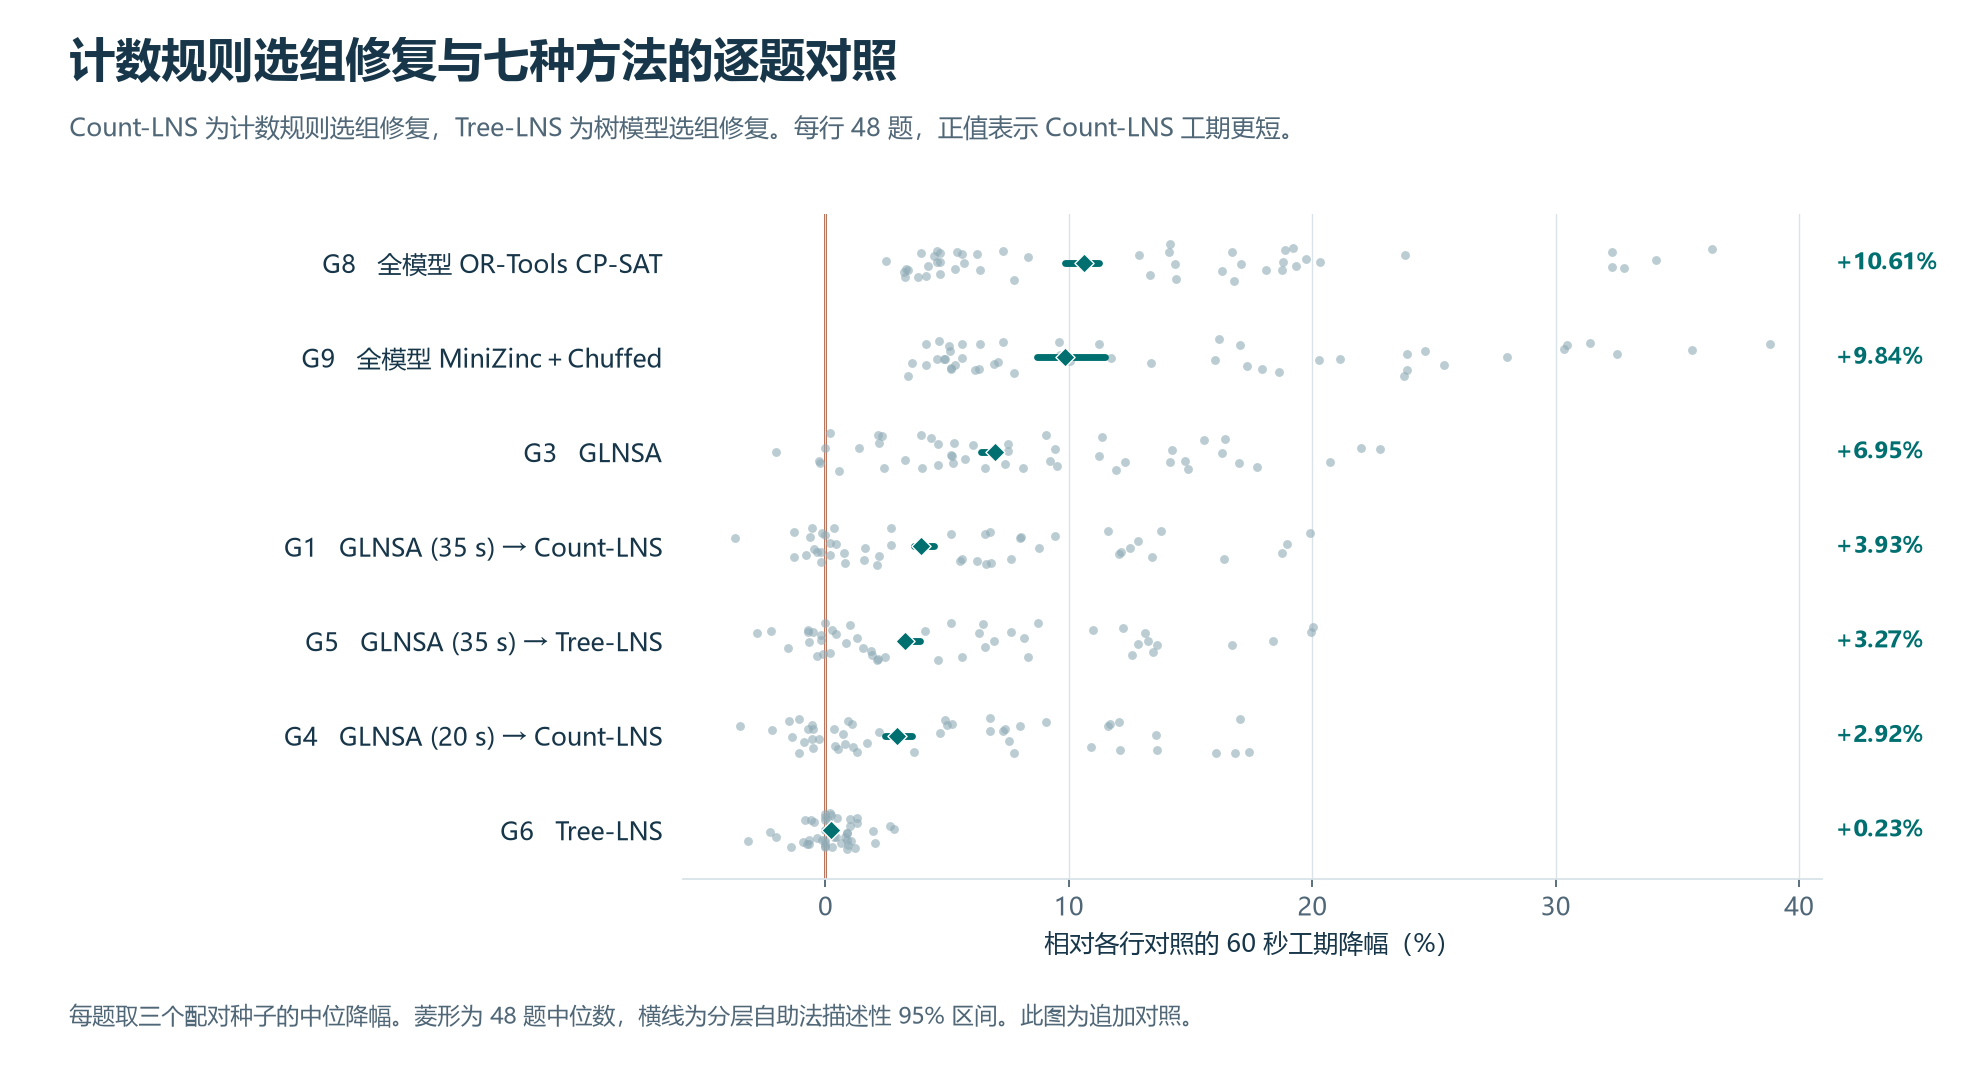 计数规则选组修复与七种方法的逐题对照
Count-LNS 为计数规则选组修复，Tree-LNS 为树模型选组修复。每行 48 题，正值表示 Count-LNS 工期更短。
G8 全模型 OR-Tools CP-SAT +10.61%
G9 全模型 MiniZinc + Chuffed +9.84%
G3 GLNSA +6.95%
G1 GLNSA (35 s) → Count-LNS +3.93%
G5 GLNSA (35 s) → Tree-LNS +3.27%
G4 GLNSA (20 s) → Count-LNS +2.92%
G6 Tree-LNS +0.23%
0 10 20 30 40
相对各行对照的 60 秒工期降幅（%）
每题取三个配对种子的中位降幅。菱形为 48 题中位数，横线为分层自助法描述性 95% 区间。此图为追加对照。